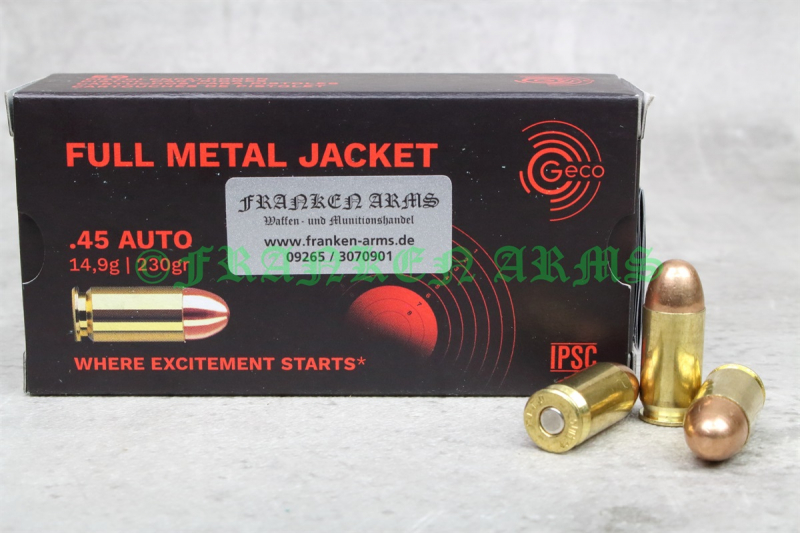 FULL METAL JACKET
Geco
FRANKEN ARMS
Waffen- und Munitionshandel
www.franken-arms.de
09265 / 3070901
.45 AUTO
14,9g | 230gr
©FRANKEN ARMS
WHERE EXCITEMENT STARTS*
IPSC